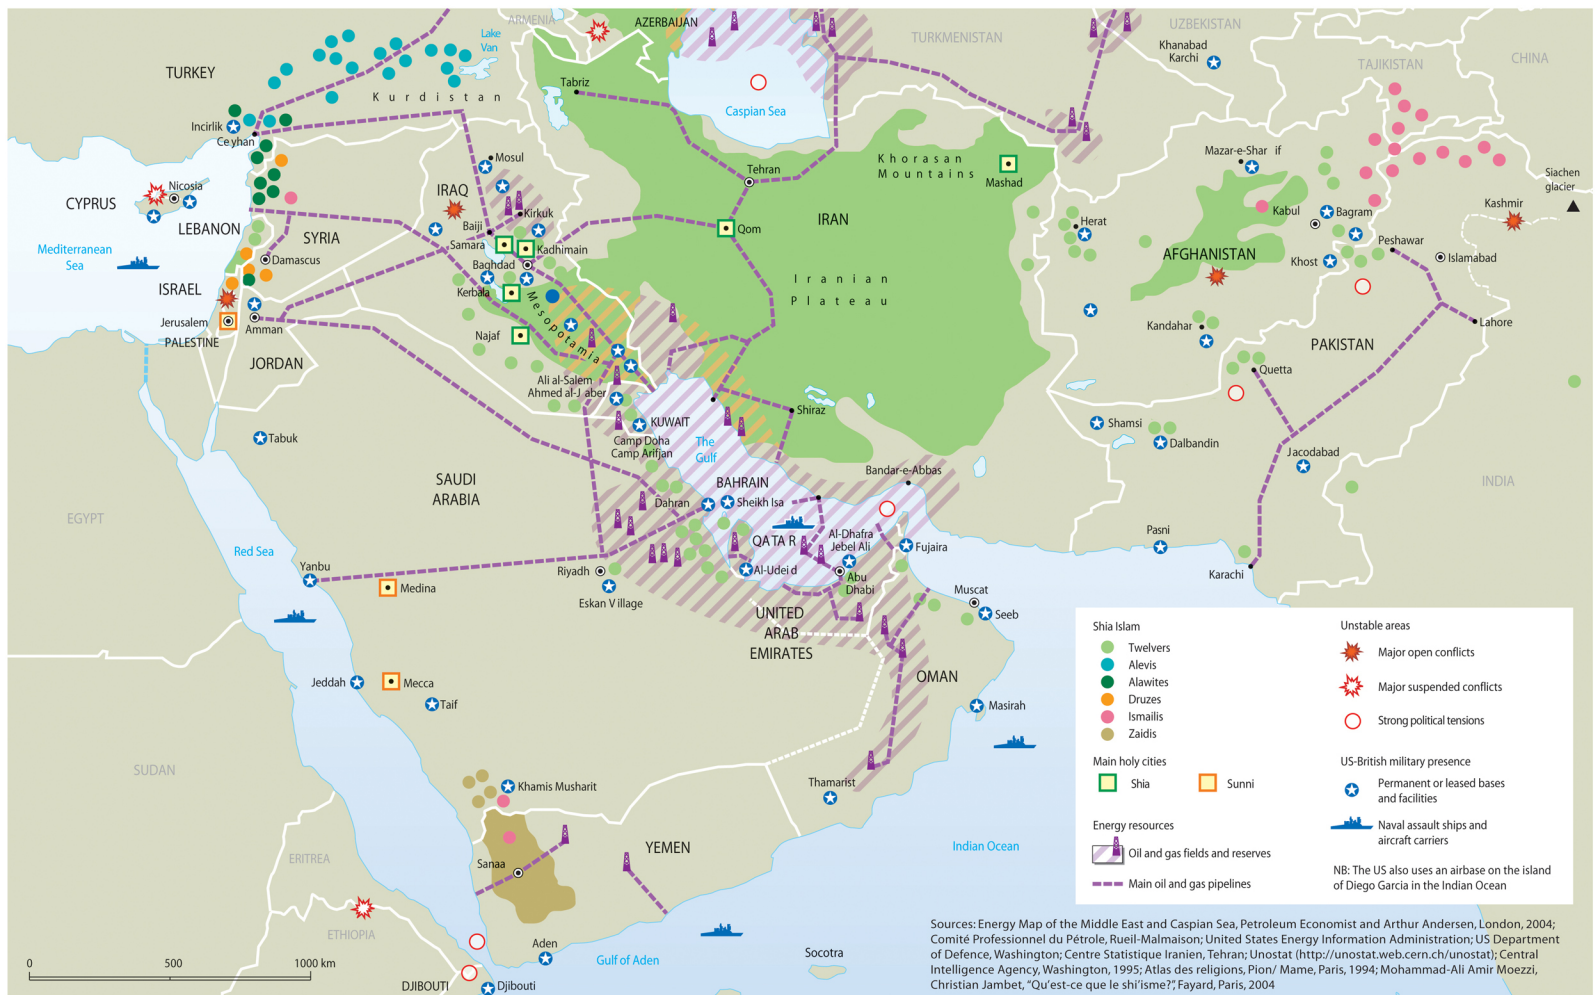 ARMENIA
AZERBAIJAN
UZBEKISTAN
TURKMENISTAN
Khanabad
Karchi
TAJIKISTAN
CHINA
Lake
Van
TURKEY
Kurdistan
Tabriz
Caspian Sea
Incirlik
Ceyhan
Mosul
Tehran
Khorasan
Mountains
Mashad
Mazar-e-Shar if
Siachen
glacier
Nicosia
CYPRUS
IRAQ
Kirkuk
Baiji
IRAN
Kabul
Bagram
Kashmir
LEBANON
SYRIA
Samara
Kadhimain
Qom
Herat
Peshawar
Mediterranean
Sea
Damascus
Baghdad
AFGHANISTAN
Khost
Islamabad
ISRAEL
Kerbala
Mesopotamia
Iranian
Plateau
Jerusalem
Amman
Najaf
Kandahar
Lahore
PALESTINE
JORDAN
PAKISTAN
Ali al-Salem
Ahmed al-J aber
Quetta
Shiraz
KUWAIT
Camp Doha
Camp Arifjan
The
Gulf
Shamsi
Dalbandin
Tabuk
Jacodabad
SAUDI
ARABIA
BAHRAIN
Bandar-e-Abbas
INDIA
Dahran
Sheikh Isa
EGYPT
QATA R
Al-Dhafra
Jebel Ali
Fujaira
Pasni
Red Sea
Yanbu
Riyadh
Al-Udei d
Abu
Dhabi
Karachi
Medina
Eskan V illage
Muscat
Seeb
UNITED
ARAB
EMIRATES
OMAN
Jeddah
Mecca
Taif
Masirah
SUDAN
Khamis Musharit
Thamarist
YEMEN
Indian Ocean
ERITREA
Sanaa
ETHIOPIA
Aden
Gulf of Aden
Socotra
DJIBOUTI
Djibouti
0
500
1000 km
Shia Islam
Twelvers
Alevis
Alawites
Druzes
Ismailis
Zaidis
Main holy cities
Shia
Sunni
Energy resources
Oil and gas fields and reserves
Main oil and gas pipelines
Unstable areas
Major open conflicts
Major suspended conflicts
Strong political tensions
US-British military presence
Permanent or leased bases
and facilities
Naval assault ships and
aircraft carriers
NB: The US also uses an airbase on the island
of Diego Garcia in the Indian Ocean
Sources: Energy Map of the Middle East and Caspian Sea, Petroleum Economist and Arthur Andersen, London, 2004;
Comité Professionnel du Pétrole, Rueil-Malmaison; United States Energy Information Administration; US Department
of Defence, Washington; Centre Statistique Iranien, Tehran; Unostat (http://unostat.web.cern.ch/unostat); Central
Intelligence Agency, Washington, 1995; Atlas des religions, Pion/ Mame, Paris, 1994; Mohammad-Ali Amir Moezzi,
Christian Jambet, "Qu'est-ce que le shi'isme?", Fayard, Paris, 2004